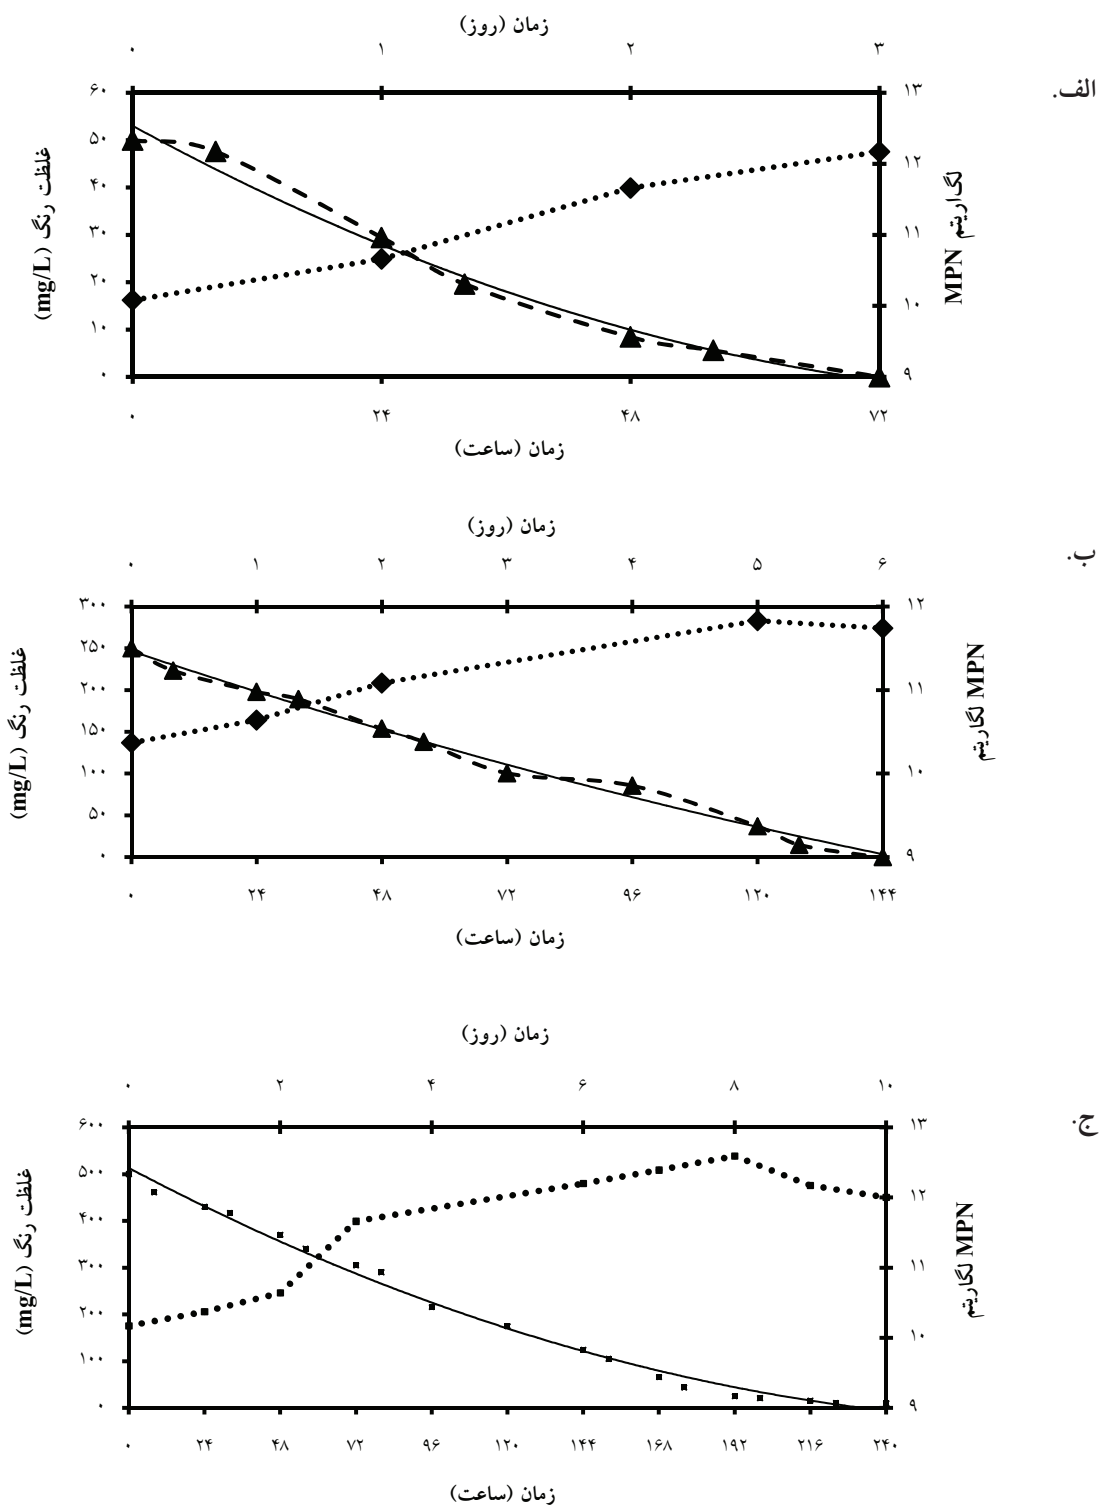 الف.
زمان (روز)
۰ ۱ ۲ ۳
غلظت رنگ (mg/L)
۶۰
۵۰
۴۰
۳۰
۲۰
۱۰
۰
۱۳
۱۲
۱۱
۱۰
۹
لگاریتم MPN
۰ ۲۴ ۴۸ ۷۲
زمان (ساعت)
ب.
زمان (روز)
۰ ۱ ۲ ۳ ۴ ۵ ۶
غلظت رنگ (mg/L)
۳۰۰
۲۵۰
۲۰۰
۱۵۰
۱۰۰
۵۰
۰
۱۲
۱۱
۱۰
۹
لگاریتم MPN
۰ ۲۴ ۴۸ ۷۲ ۹۶ ۱۲۰ ۱۴۴
زمان (ساعت)
ج.
زمان (روز)
۰ ۲ ۴ ۶ ۸ ۱۰
غلظت رنگ (mg/L)
۶۰۰
۵۰۰
۴۰۰
۳۰۰
۲۰۰
۱۰۰
۰
۱۳
۱۲
۱۱
۱۰
۹
لگاریتم MPN
۰ ۲۴ ۴۸ ۷۲ ۹۶ ۱۲۰ ۱۴۴ ۱۶۸ ۱۹۲ ۲۱۶ ۲۴۰
زمان (ساعت)